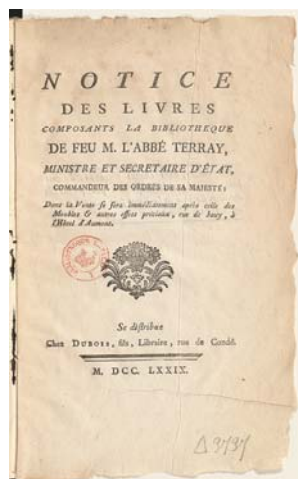 NOTICE
DES LIVRES
COMPOSANTS LA BIBLIOTHEQUE
DE FEU M. L'ABBÉ TERRAY,
MINISTRE ET SECRETAIRE D'ÉTAT,
COMMANDEUR DES ORDRES DE SA MAJESTÉ;
Dont la Vente se fera immédiatement après celle des
Meubles & autres effets précieux, rue de Jouy, à
l'Hôtel d'Aumont.
Se distribue
Chez DUBOIS, fils, Libraire, rue de Condé.
M. DCC. LXXIX.
Δ 3737